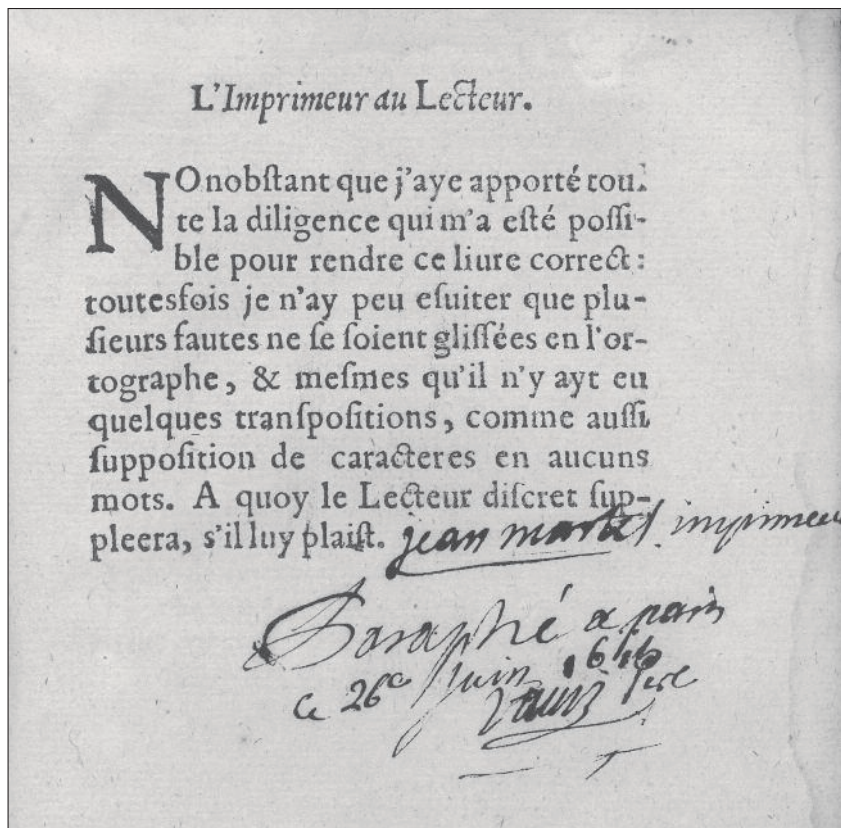 L'Imprimeur au Lecteur.
NOnobſtant que j'aye apporté tou-
te la diligence qui m'a eſté poſſi-
ble pour rendre ce liure correct :
toutesfois je n'ay peu eſuiter que plu-
ſieurs fautes ne ſe ſoient gliſſées en l'or-
tographe, & meſmes qu'il n'y ayt eu
quelques tranſpoſitions, comme auſſi
ſuppoſition de caracteres en aucuns
mots. A quoy le Lecteur diſcret ſup-
pleera, s'il luy plaiſt. jean martel imprimeur
Paraphé a paris
ce 26e juin